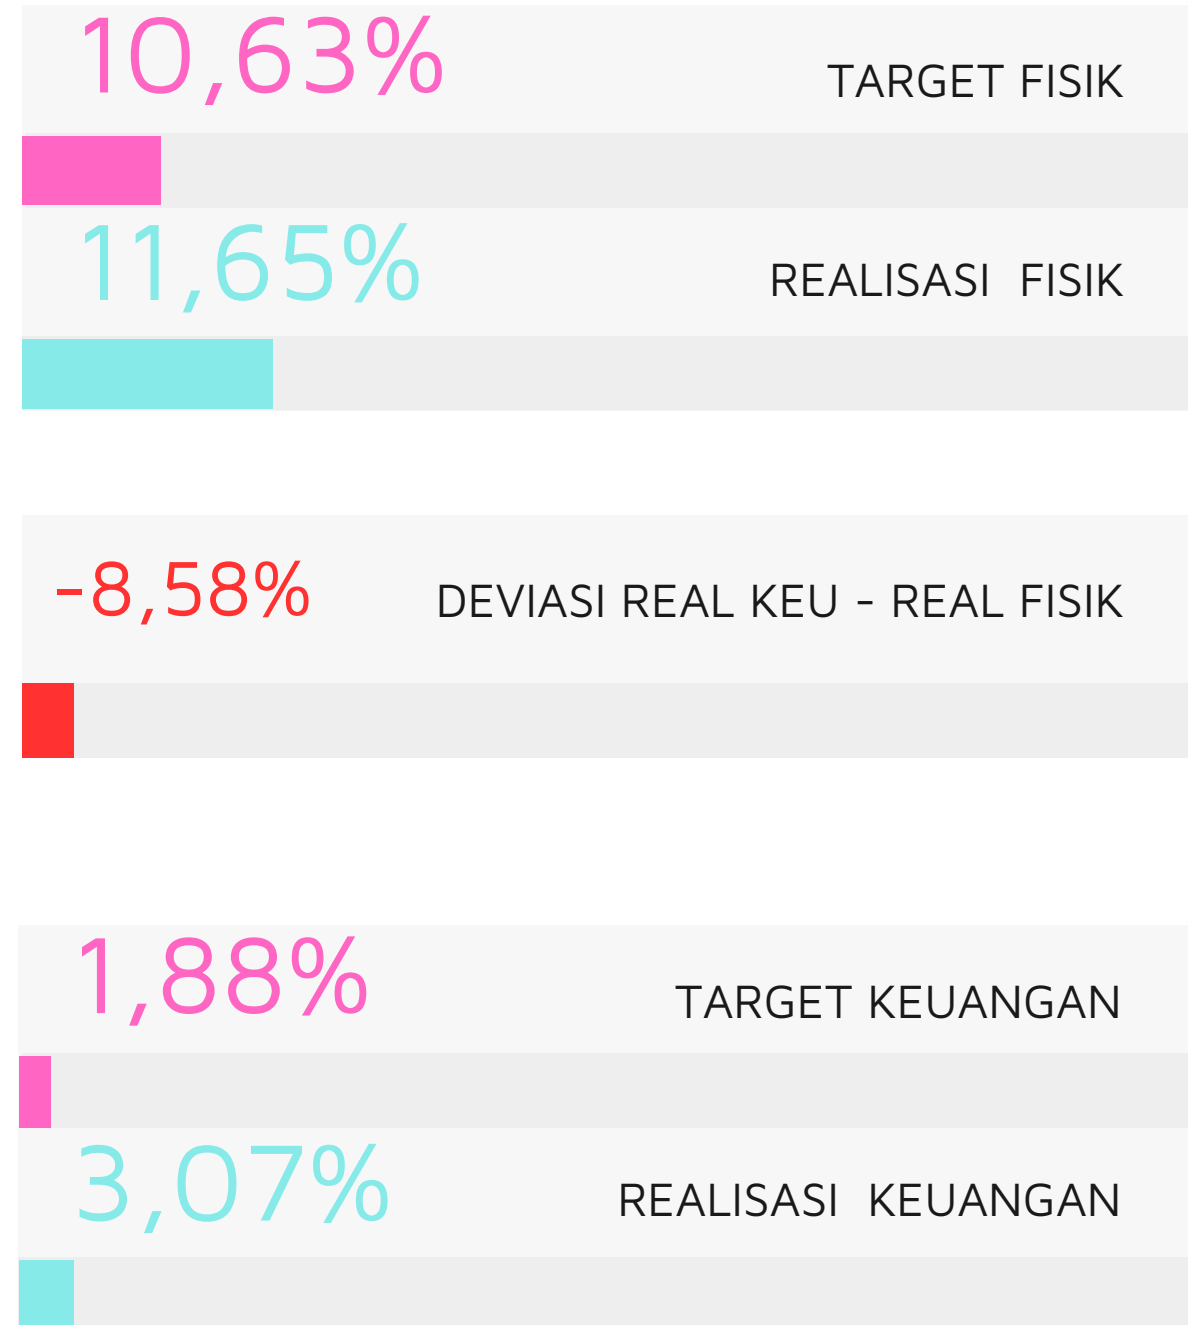 10,63%
TARGET FISIK
11,65%
REALISASI FISIK
-8,58%
DEVIASI REAL KEU - REAL FISIK
1,88%
TARGET KEUANGAN
3,07%
REALISASI KEUANGAN